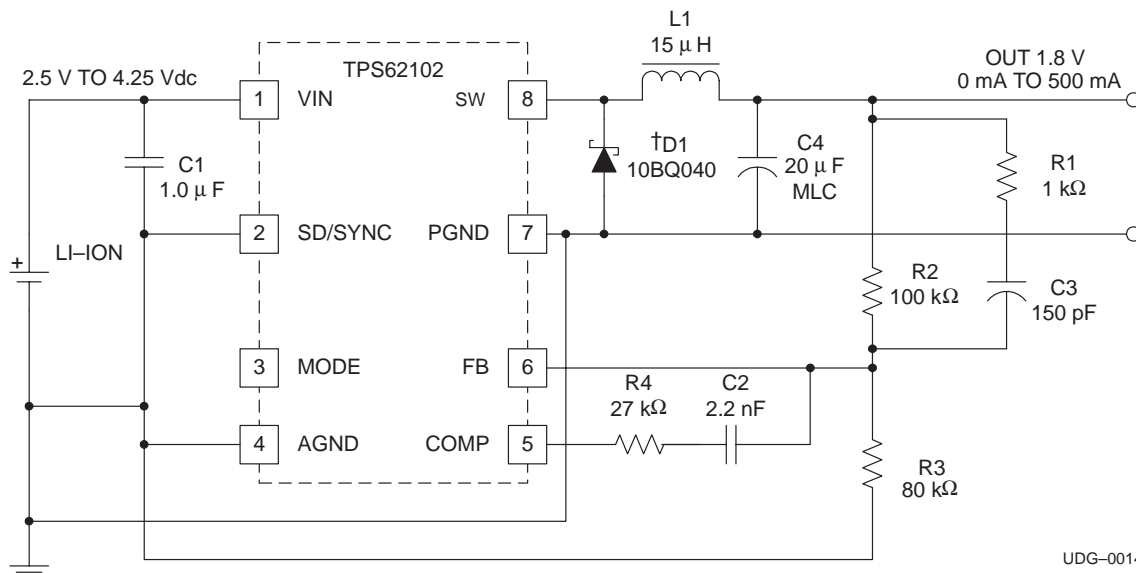 L1
15 μ H
OUT 1.8 V
0 mA TO 500 mA
2.5 V TO 4.25 Vdc
TPS62102
1 VIN
SW 8
C1
1.0 μ F
†D1
10BQ040
C4
20 μ F
MLC
R1
1 kΩ
2 SD/SYNC
PGND 7
LI–ION
+
R2
100 kΩ
C3
150 pF
3 MODE
FB 6
R4
27 kΩ
C2
2.2 nF
4 AGND
COMP 5
R3
80 kΩ
UDG–0014